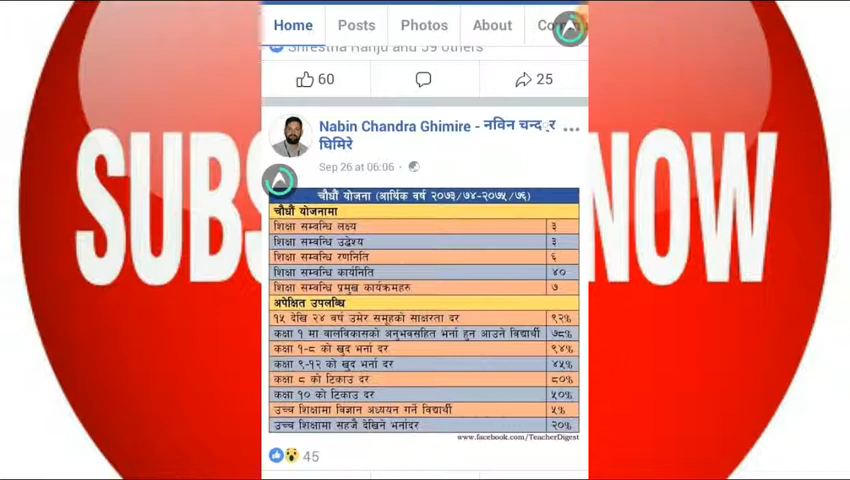 Home Posts Photos About
Shrestha Ranju and 59 others
60 25
Nabin Chandra Ghimire - नविन चन्द्र
घिमिरे
Sep 26 at 06:06
चौधौं योजना (आर्थिक वर्ष २०७३/७४-२०७५/७६)
चौधौं योजनामा
शिक्षा सम्बन्धि लक्ष्य ३
शिक्षा सम्बन्धि उद्धेश्य ३
शिक्षा सम्बन्धि रणनिति ६
शिक्षा सम्बन्धि कार्यनिति ४०
शिक्षा सम्बन्धि प्रमुख कार्यक्रमहरु ७
अपेक्षित उपलब्धि
१५ देखि २४ वर्ष उमेर समूहको साक्षरता दर ९२%
कक्षा १ मा बालविकासको अनुभवसहित भर्ना हुन आउने विद्यार्थी ७८%
कक्षा १-८ को खुद भर्ना दर ९४%
कक्षा ९-१२ को खुद भर्ना दर ४५%
कक्षा ८ को टिकाउ दर ८०%
कक्षा १० को टिकाउ दर ५०%
उच्च शिक्षामा विज्ञान अध्ययन गर्ने विद्यार्थी ५%
उच्च शिक्षामा सहजै देखिने भर्नादर २०%
www.facebook.com/TeacherDigest
45
SUBS NOW